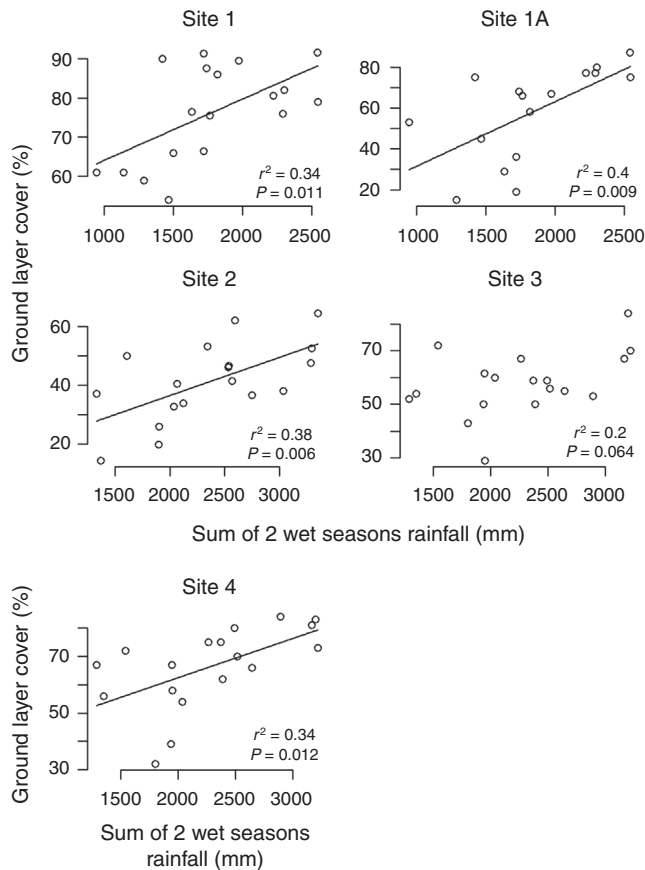 Site 1
Site 1A
Ground layer cover (%)
90
80
70
60
r² = 0.34
P = 0.011
1000 1500 2000 2500
80
60
40
20
r² = 0.4
P = 0.009
1000 1500 2000 2500
Site 2
Site 3
60
40
20
r² = 0.38
P = 0.006
1500 2000 2500 3000
70
50
30
r² = 0.2
P = 0.064
1500 2000 2500 3000
Sum of 2 wet seasons rainfall (mm)
Site 4
Ground layer cover (%)
70
50
30
r² = 0.34
P = 0.012
1500 2000 2500 3000
Sum of 2 wet seasons
rainfall (mm)